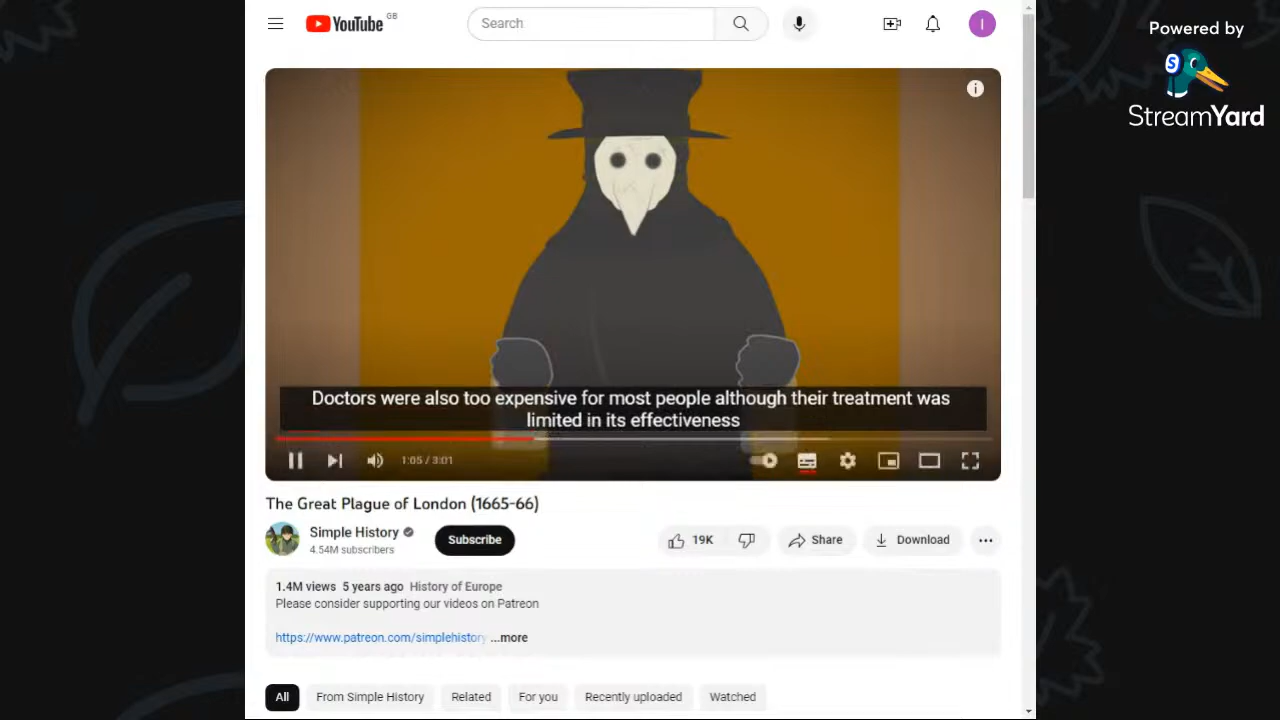 YouTube GB
Search
I
Powered by
StreamYard
Doctors were also too expensive for most people although their treatment was
limited in its effectiveness
1:05 / 3:01
The Great Plague of London (1665-66)
Simple History
4.54M subscribers
Subscribe
19K
Share
Download
1.4M views 5 years ago History of Europe
Please consider supporting our videos on Patreon
https://www.patreon.com/simplehistory ...more
All
From Simple History
Related
For you
Recently uploaded
Watched